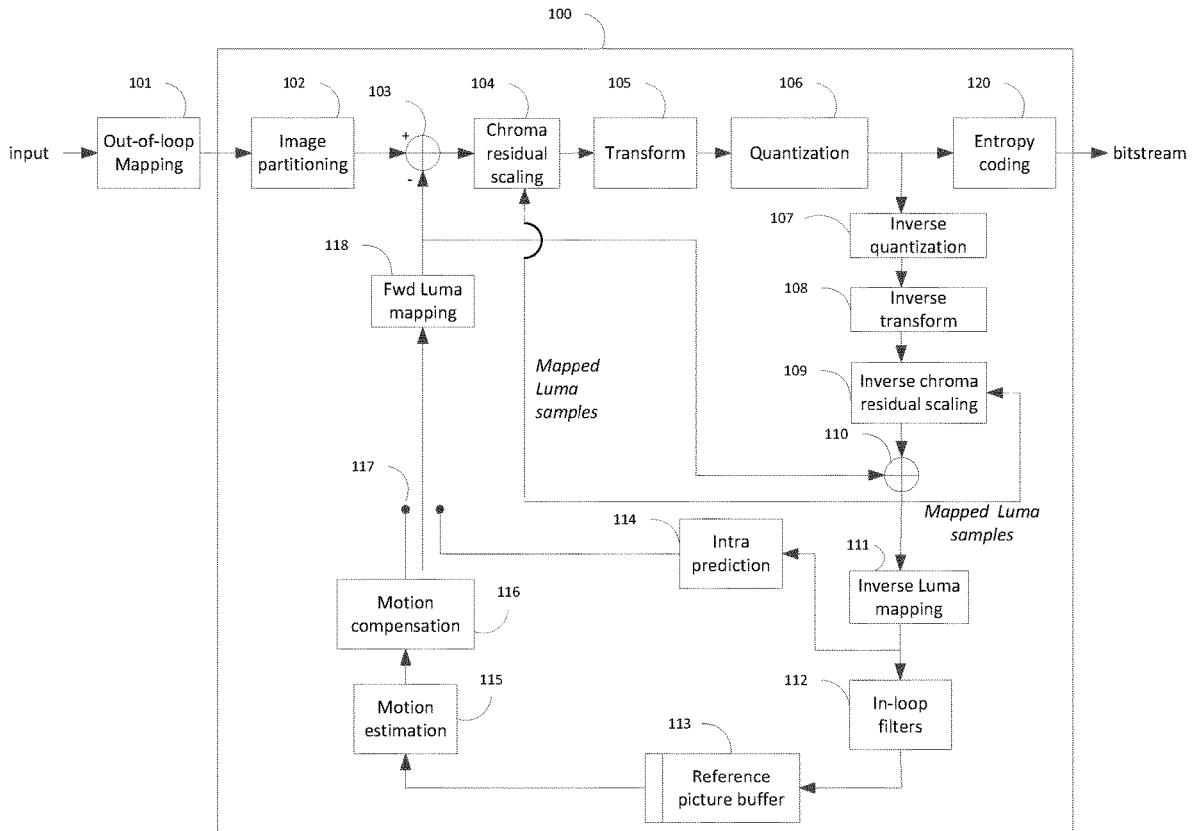 100
101
102
103
104
105
106
120
input
Out-of-loop
Mapping
Image
partitioning
+
-
Chroma
residual
scaling
Transform
Quantization
Entropy
coding
bitstream
107
Inverse
quantization
118
Fwd Luma
mapping
108
Inverse
transform
Mapped
Luma
samples
109
Inverse chroma
residual scaling
110
117
Mapped Luma
samples
114
Intra
prediction
111
Inverse Luma
mapping
Motion
compensation
116
112
In-loop
filters
115
Motion
estimation
113
Reference
picture buffer